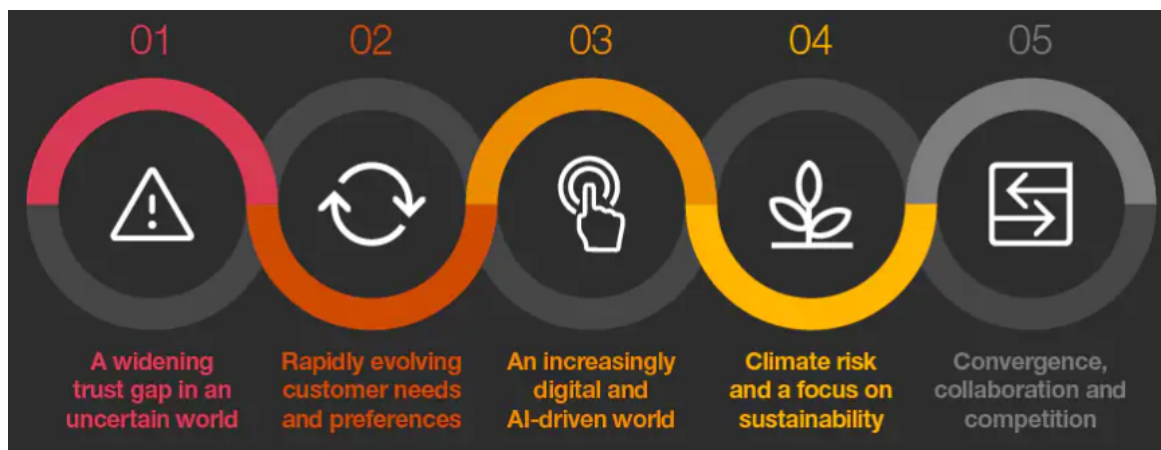 01
02
03
04
05
A widening
trust gap in an
uncertain world
Rapidly evolving
customer needs
and preferences
An increasingly
digital and
AI-driven world
Climate risk
and a focus on
sustainability
Convergence,
collaboration and
competition